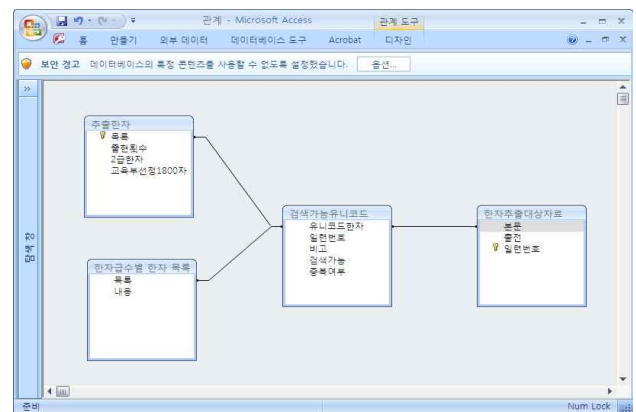 관계 - Microsoft Access
관계 도구
홈
만들기
외부 데이터
데이터베이스 도구
Acrobat
디자인
보안 경고
데이터베이스의 특정 콘텐츠를 사용할 수 없도록 설정했습니다.
옵션...
탐색 창
추출한자
목록
출현횟수
2급한자
교육부선정1800자
한자급수별 한자 목록
목록
내용
검색가능유니코드
유니코드한자
일련번호
비고
검색가능
중복여부
한자추출대상자료
본문
출전
일련번호
준비
Num Lock